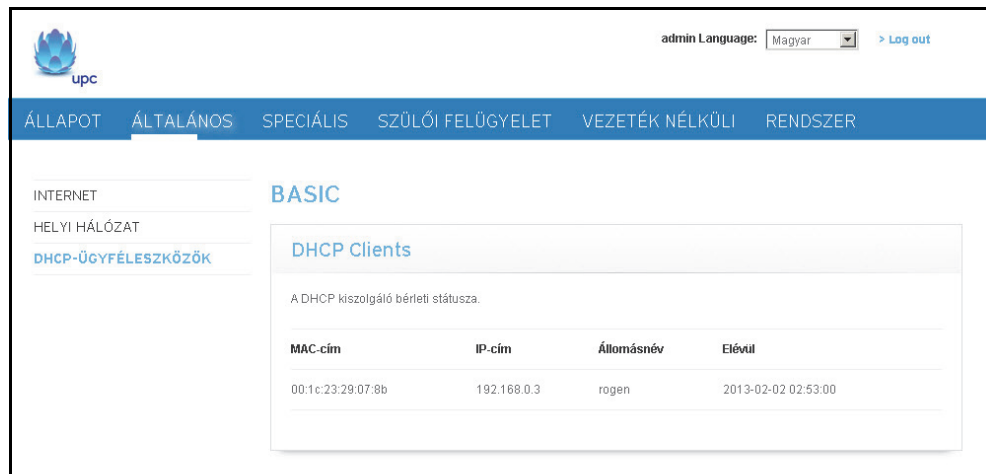 admin Language: Magyar > Log out
upc
ÁLLAPOT ÁLTALÁNOS SPECIÁLIS SZÜLŐI FELÜGYELET VEZETÉK NÉLKÜLI RENDSZER
INTERNET
HELYI HÁLÓZAT
DHCP-ÜGYFÉLESZKÖZÖK
BASIC
DHCP Clients
A DHCP kiszolgáló bérleti státusza.
MAC-cím IP-cím Állomásnév Elévül
00:1c:23:29:07:8b 192.168.0.3 rogen 2013-02-02 02:53:00